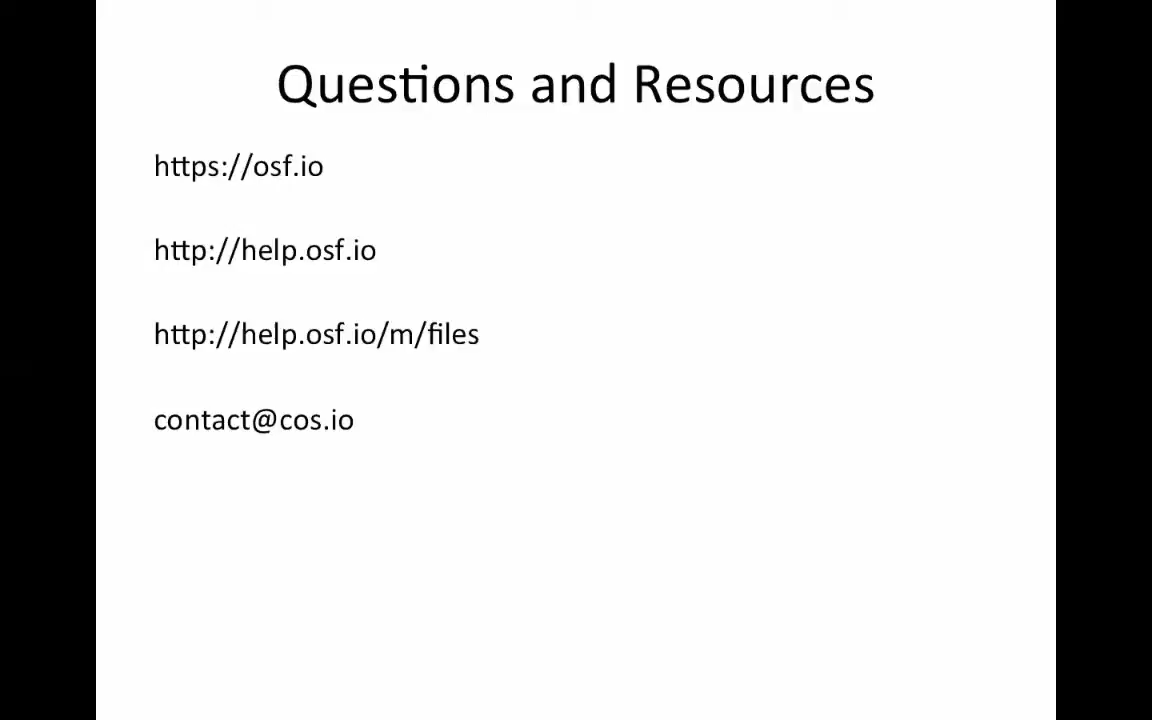 Questions and Resources
https://osf.io
http://help.osf.io
http://help.osf.io/m/files
contact@cos.io